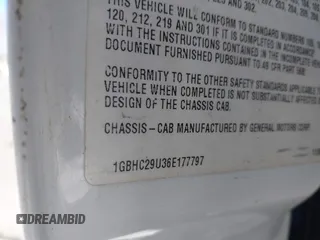 THIS VEHICLE WILL CONFORM TO STANDARD NUMBERS
120, 212, 219 AND 301 IF IT IS COMPLETED IN ACCORDANCE
WITH THE INSTRUCTIONS CONTAINED IN THE INCOMPLETE
DOCUMENT FURNISHED PURSUANT TO 49 CFR PART
CONFORMITY TO THE OTHER SAFETY STANDARDS
VEHICLE WHEN COMPLETED IS NOT SUBSTANTIALLY AFFECTED
DESIGN OF THE CHASSIS CAB.
CHASSIS-CAB MANUFACTURED BY GENERAL MOTORS CORP
1GBHC29U36E177797
DREAMBID